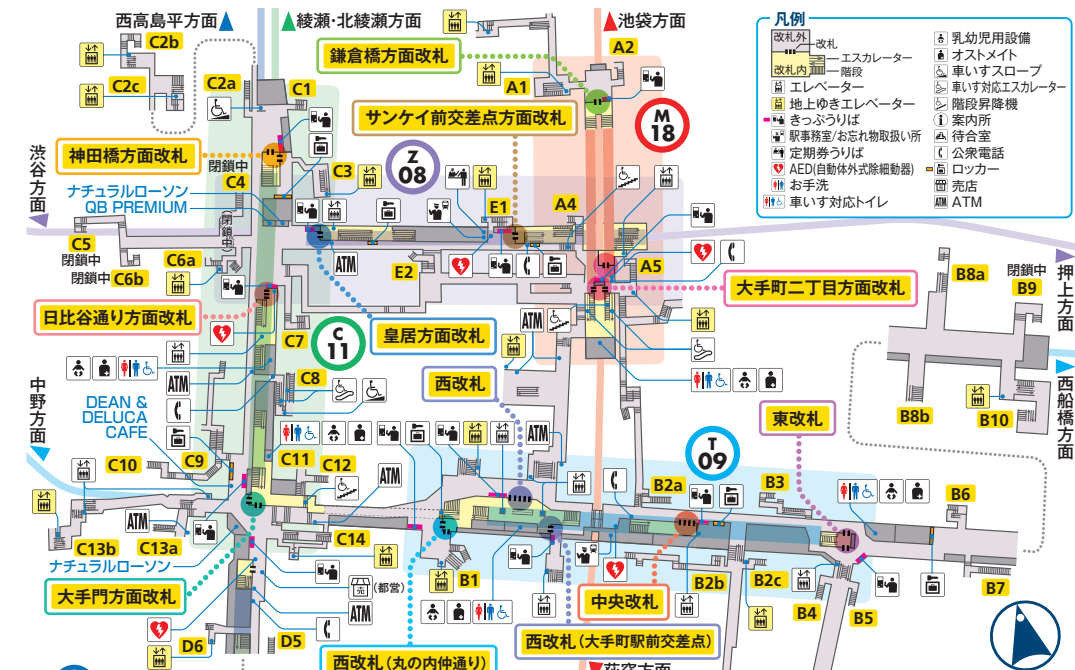 西高島平方面
綾瀬・北綾瀬方面
池袋方面
凡例
改札外
改札
エスカレーター
改札内
階段
エレベーター
地上ゆきエレベーター
きっぷうりば
駅事務室/お忘れ物取扱い所
定期券うりば
AED(自動体外式除細動器)
お手洗
車いす対応トイレ
乳幼児用設備
オストメイト
車いすスロープ
車いす対応エスカレーター
階段昇降機
案内所
待合室
公衆電話
ロッカー
売店
ATM
C2b
C2c
C2a
C1
鎌倉橋方面改札
A2
A1
サンケイ前交差点方面改札
M
18
神田橋方面改札
閉鎖中
C4
C3
Z
08
渋谷方面
ナチュラルローソン
QB PREMIUM
(閉鎖中)
E1
A4
C5
閉鎖中
C6a
閉鎖中
C6b
ATM
E2
A5
大手町二丁目方面改札
B8a
閉鎖中
B9
押上方面
日比谷通り方面改札
C7
C
11
皇居方面改札
ATM
中野方面
ATM
C8
西改札
DEAN &
DELUCA
CAFE
B8b
B10
西船橋方面
東改札
C10
C9
C11
C12
ATM
ATM
T
09
B2a
B3
B6
C13b
ATM
C13a
C14
ナチュラルローソン
売
(都営)
ATM
B1
B2b
B2c
B4
B5
B7
大手門方面改札
中央改札
D6
D5
西改札(丸の内仲通り)
西改札(大手町駅前交差点)
荻窪方面